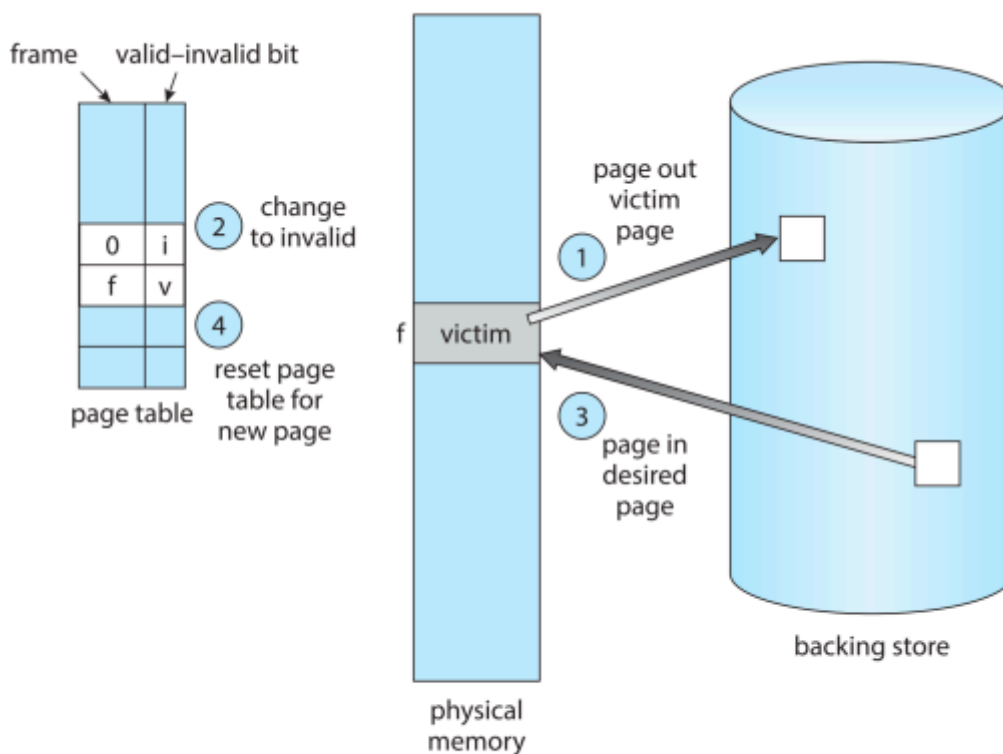 frame
valid–invalid bit
0
i
f
v
2
change
to invalid
4
reset page
table for
new page
page table
f
victim
physical
memory
1
page out
victim
page
3
page in
desired
page
backing store